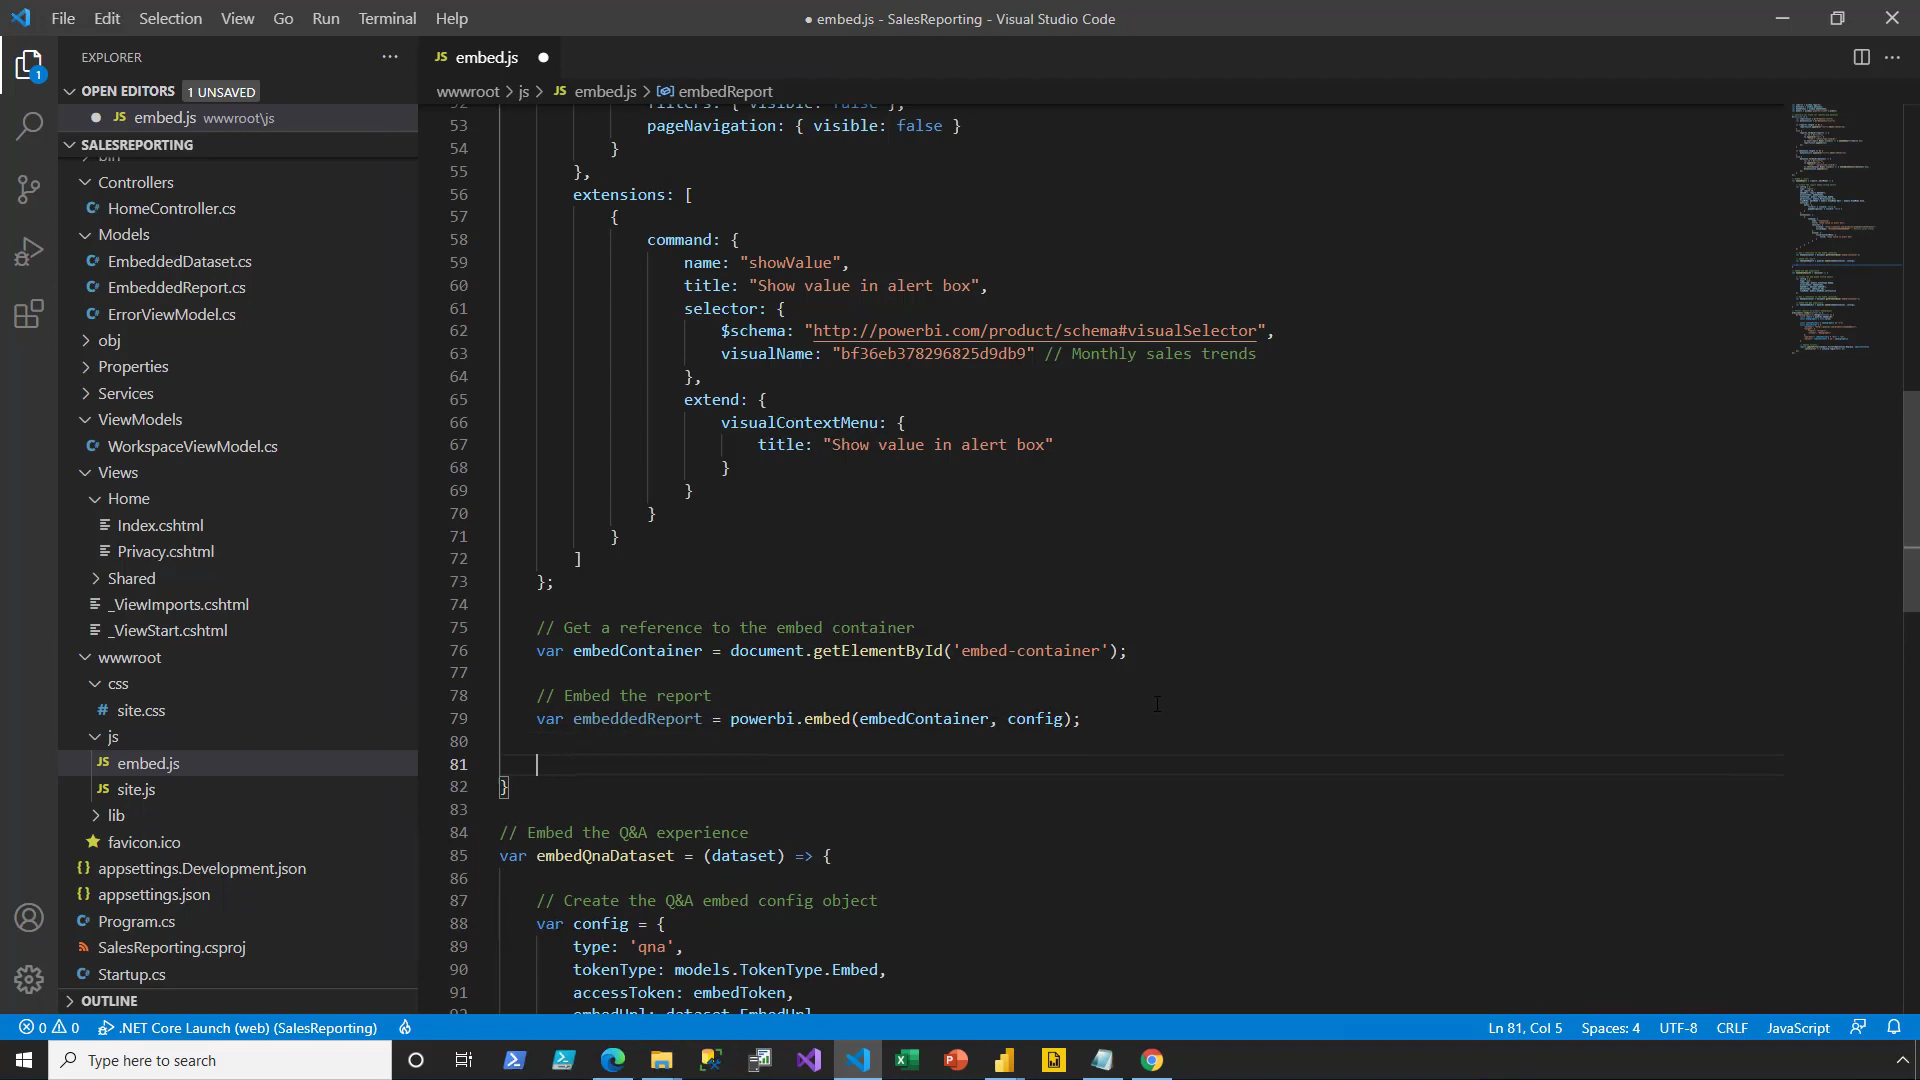 File Edit Selection View Go Run Terminal Help
● embed.js - SalesReporting - Visual Studio Code
EXPLORER
OPEN EDITORS 1 UNSAVED
JS embed.js wwwroot\js
SALESREPORTING
bin
Controllers
HomeController.cs
Models
EmbeddedDataset.cs
EmbeddedReport.cs
ErrorViewModel.cs
obj
Properties
Services
ViewModels
WorkspaceViewModel.cs
Views
Home
Index.cshtml
Privacy.cshtml
Shared
_ViewImports.cshtml
_ViewStart.cshtml
wwwroot
css
# site.css
js
JS embed.js
JS site.js
lib
favicon.ico
{} appsettings.Development.json
{} appsettings.json
Program.cs
SalesReporting.csproj
Startup.cs
OUTLINE
JS embed.js
wwwroot > js > JS embed.js > embedReport
52 filters: { visible: false },
53 pageNavigation: { visible: false }
54 }
55 },
56 extensions: [
57 {
58 command: {
59 name: "showValue",
60 title: "Show value in alert box",
61 selector: {
62 $schema: "http://powerbi.com/product/schema#visualSelector",
63 visualName: "bf36eb378296825d9db9" // Monthly sales trends
64 },
65 extend: {
66 visualContextMenu: {
67 title: "Show value in alert box"
68 }
69 }
70 }
71 }
72 ]
73 };
74
75 // Get a reference to the embed container
76 var embedContainer = document.getElementById('embed-container');
77
78 // Embed the report
79 var embeddedReport = powerbi.embed(embedContainer, config);
80
81
82 }
83
84 // Embed the Q&A experience
85 var embedQnaDataset = (dataset) => {
86
87 // Create the Q&A embed config object
88 var config = {
89 type: 'qna',
90 tokenType: models.TokenType.Embed,
91 accessToken: embedToken,
92 embedUrl: dataset.EmbedUrl,
0 0 .NET Core Launch (web) (SalesReporting)
Ln 81, Col 5 Spaces: 4 UTF-8 CRLF JavaScript
Type here to search